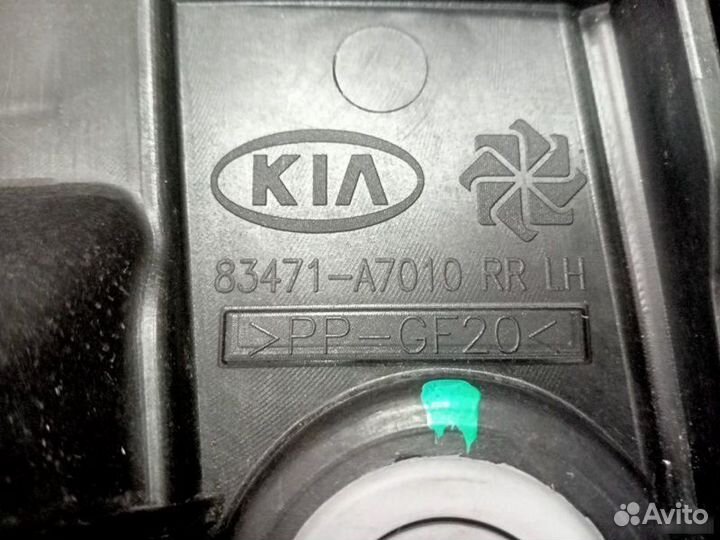 KIA
83471-A7010 RR LH
>PP-GF20<
Avito